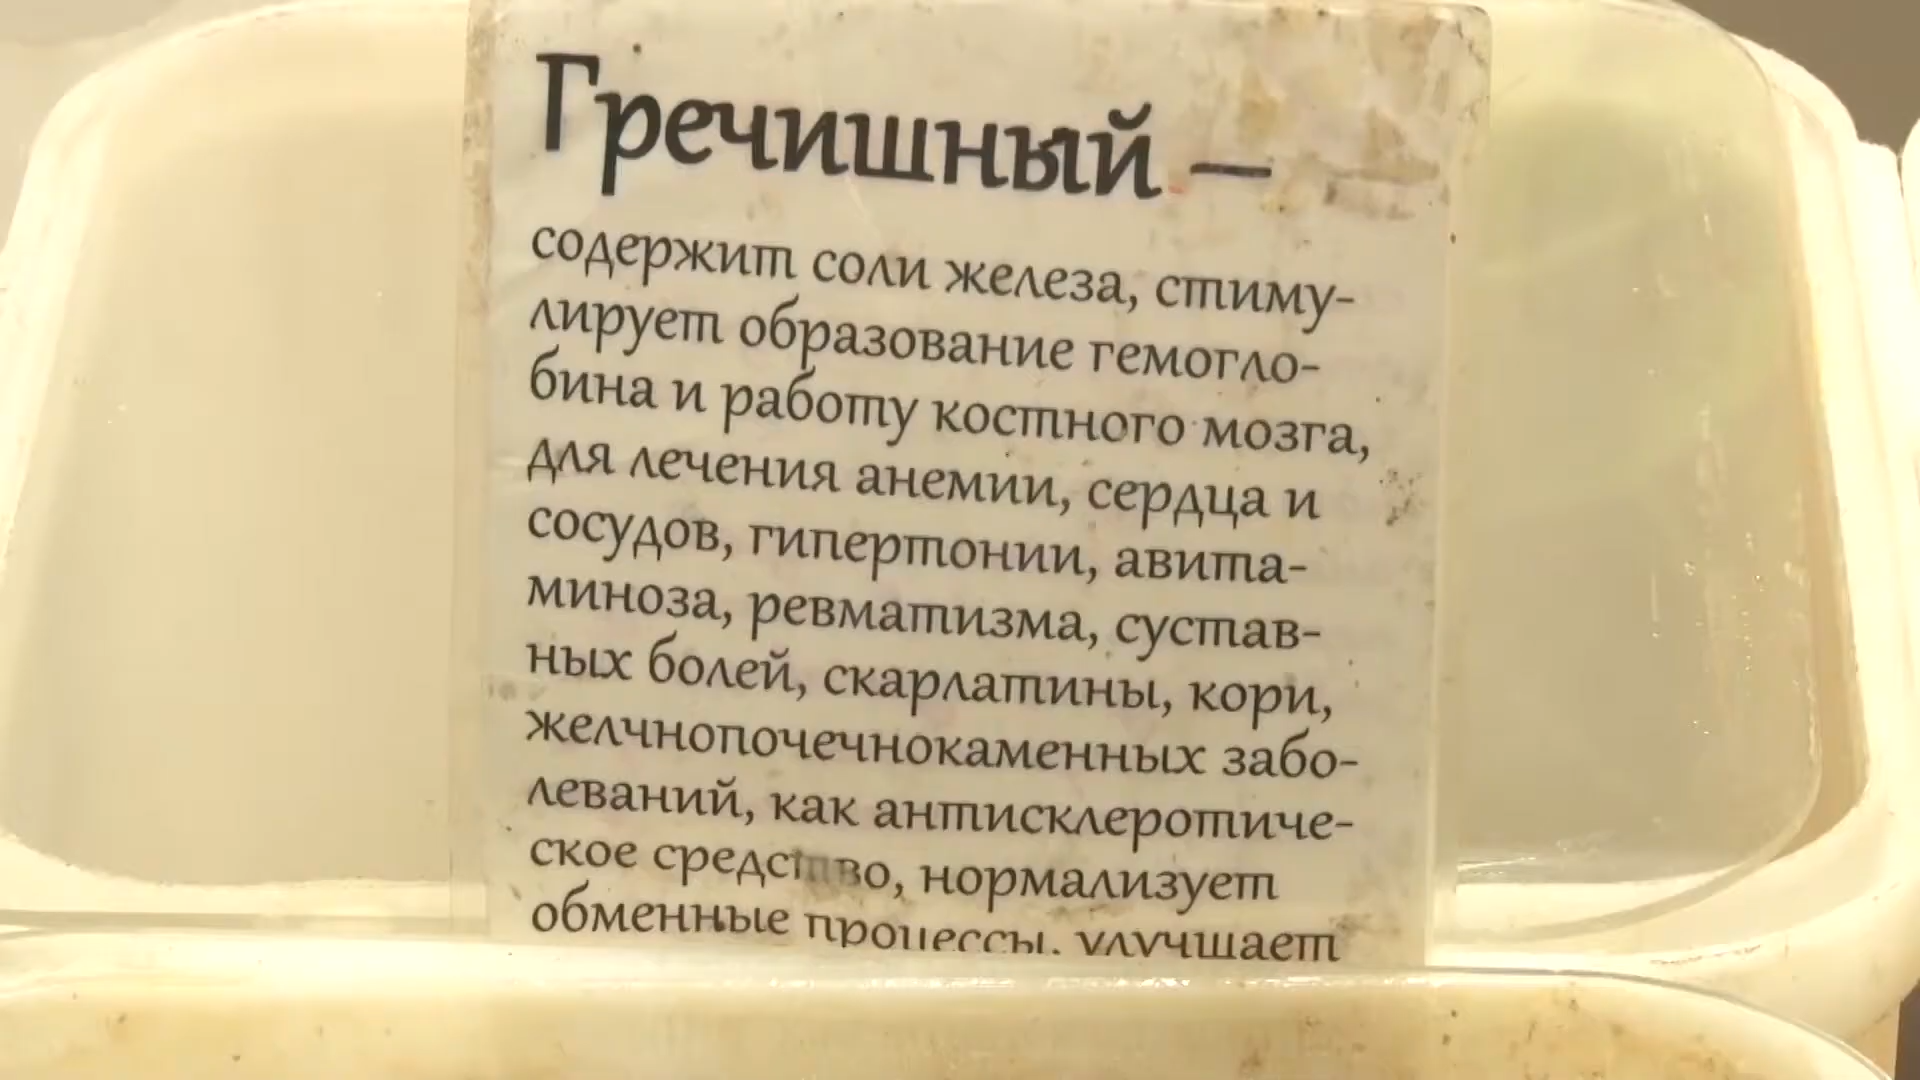 Гречишный —
содержит соли железа, стиму-
лирует образование гемогло-
бина и работу костного мозга,
для лечения анемии, сердца и
сосудов, гипертонии, авита-
миноза, ревматизма, сустав-
ных болей, скарлатины, кори,
желчнопочечнокаменных забо-
леваний, как антисклеротиче-
ское средство, нормализует
обменные процессы, улучшает